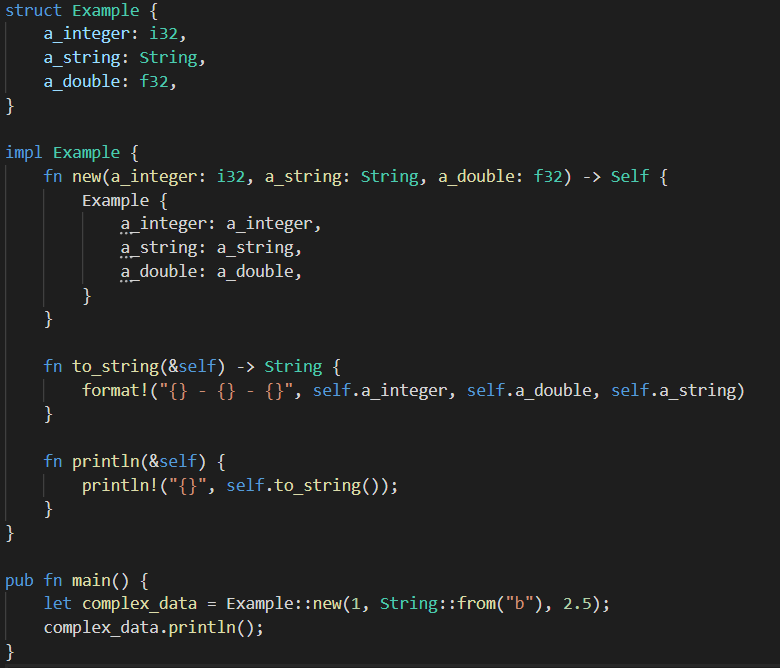 struct Example {
    a_integer: i32,
    a_string: String,
    a_double: f32,
}

impl Example {
    fn new(a_integer: i32, a_string: String, a_double: f32) -> Self {
        Example {
            a_integer: a_integer,
            a_string: a_string,
            a_double: a_double,
        }
    }

    fn to_string(&self) -> String {
        format!("{} - {} - {}", self.a_integer, self.a_double, self.a_string)
    }

    fn println(&self) {
        println!("{}", self.to_string());
    }
}

pub fn main() {
    let complex_data = Example::new(1, String::from("b"), 2.5);
    complex_data.println();
}